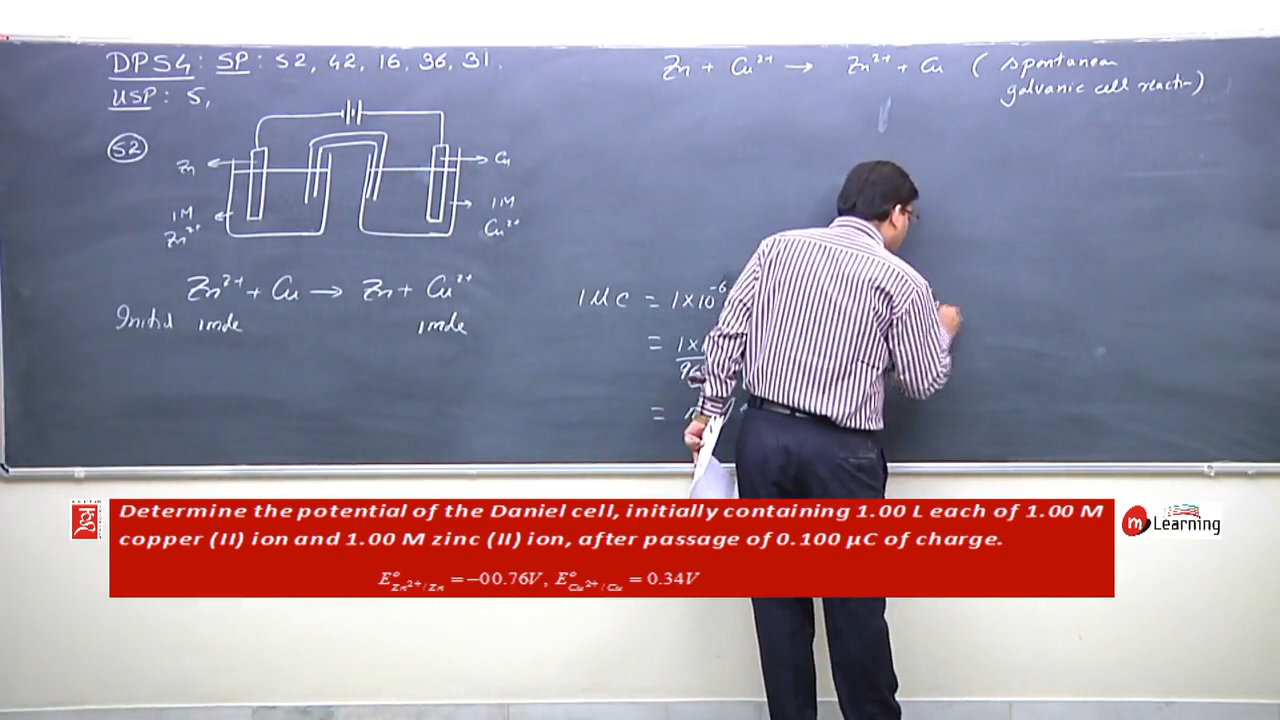 DPS4: SP: 52, 42, 16, 36, 31.
USP: 5,
52
Zn
Cu
1M
Zn²⁺
1M
Cu²⁺
Zn²⁺ + Cu → Zn + Cu²⁺
Initial 1mole 1mole
Zn + Cu²⁺ → Zn²⁺ + Cu (spontanean
galvanic cell reaction)
1 μC = 1×10⁻⁶
=
=
Determine the potential of the Daniel cell, initially containing 1.00 L each of 1.00 M
copper (II) ion and 1.00 M zinc (II) ion, after passage of 0.100 μC of charge.
E°Zn²⁺/Zn = −00.76V, E°Cu²⁺/Cu = 0.34V
m Learning